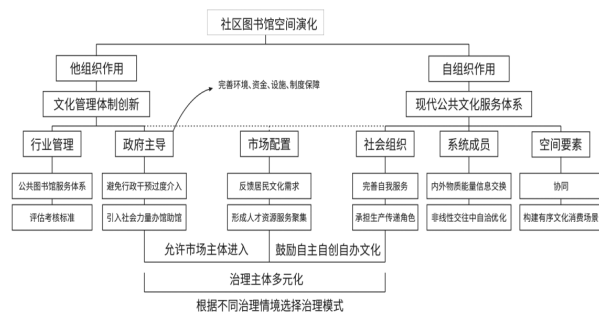 社区图书馆空间演化
他组织作用
自组织作用
文化管理体制创新
完善环境、资金、设施、制度保障
现代公共文化服务体系
行业管理
政府主导
市场配置
社会组织
系统成员
空间要素
公共图书馆服务体系
避免行政干预过度介入
反馈居民文化需求
完善自我服务
内外物质能量信息交换
协同
评估考核标准
引入社会力量办馆助馆
形成人才资源服务聚集
承担生产传递角色
非线性交往中自治优化
构建有序文化消费场景
允许市场主体进入
鼓励自主自创自办文化
治理主体多元化
根据不同治理情境选择治理模式